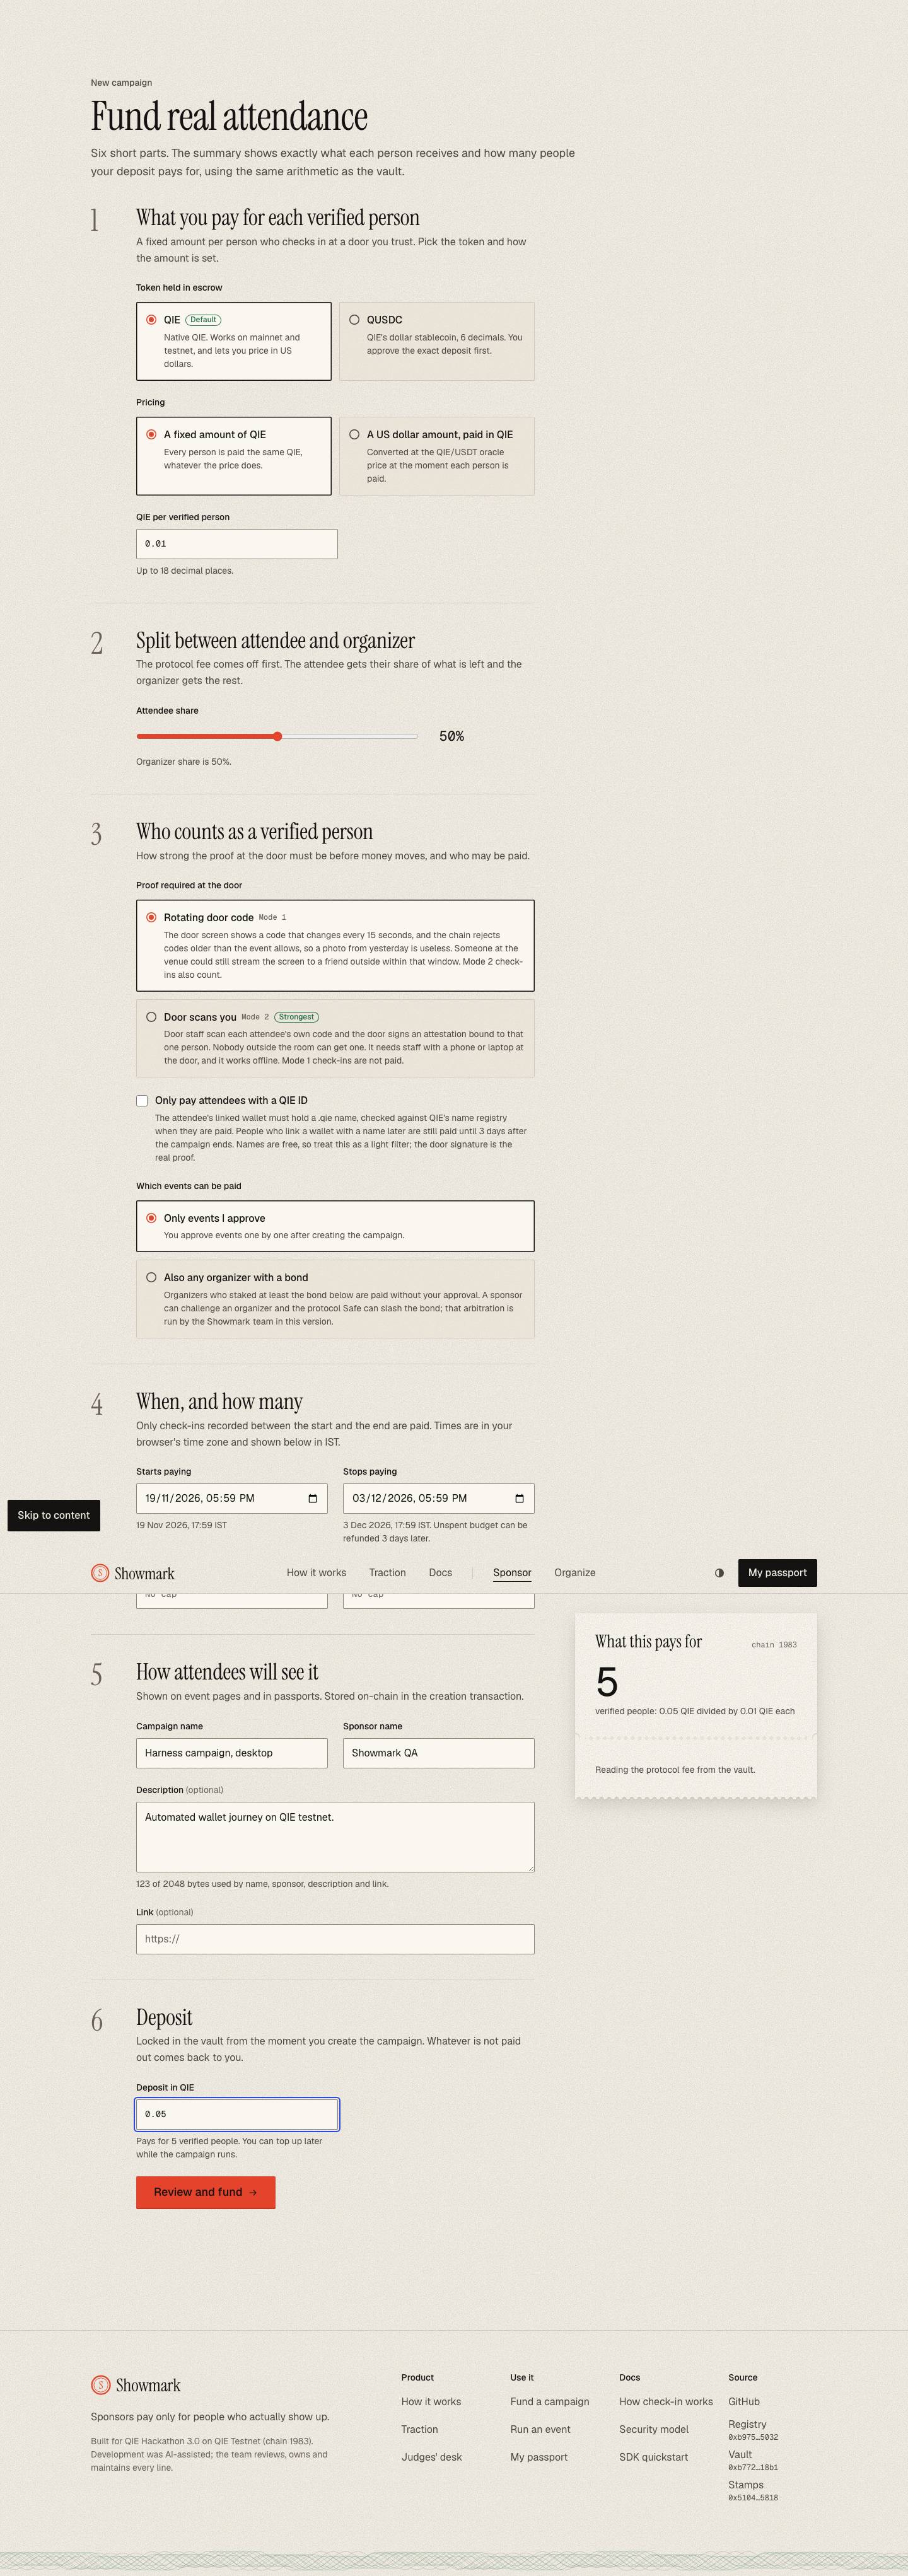 New campaign
Fund real attendance
Six short parts. The summary shows exactly what each person receives and how many people
your deposit pays for, using the same arithmetic as the vault.
1
What you pay for each verified person
A fixed amount per person who checks in at a door you trust. Pick the token and how
the amount is set.
Token held in escrow
QIE Default
Native QIE. Works on mainnet and
testnet, and lets you price in US
dollars.
QUSDC
QIE's dollar stablecoin, 6 decimals. You
approve the exact deposit first.
Pricing
A fixed amount of QIE
Every person is paid the same QIE,
whatever the price does.
A US dollar amount, paid in QIE
Converted at the QIE/USDT oracle
price at the moment each person is
paid.
QIE per verified person
0.01
Up to 18 decimal places.
2
Split between attendee and organizer
The protocol fee comes off first. The attendee gets their share of what is left and the
organizer gets the rest.
Attendee share
50%
Organizer share is 50%.
3
Who counts as a verified person
How strong the proof at the door must be before money moves, and who may be paid.
Proof required at the door
Rotating door code Mode 1
The door screen shows a code that changes every 15 seconds, and the chain rejects
codes older than the event allows, so a photo from yesterday is useless. Someone at the
venue could still stream the screen to a friend outside within that window. Mode 2 check-
ins also count.
Door scans you Mode 2 Strongest
Door staff scan each attendee's own code and the door signs an attestation bound to that
one person. Nobody outside the room can get one. It needs staff with a phone or laptop at
the door, and it works offline. Mode 1 check-ins are not paid.
Only pay attendees with a QIE ID
The attendee's linked wallet must hold a .qie name, checked against QIE's name registry
when they are paid. People who link a wallet with a name later are still paid until 3 days after
the campaign ends. Names are free, so treat this as a light filter; the door signature is the
real proof.
Which events can be paid
Only events I approve
You approve events one by one after creating the campaign.
Also any organizer with a bond
Organizers who staked at least the bond below are paid without your approval. A sponsor
can challenge an organizer and the protocol Safe can slash the bond; that arbitration is
run by the Showmark team in this version.
4
When, and how many
Only check-ins recorded between the start and the end are paid. Times are in your
browser's time zone and shown below in IST.
Starts paying
19/11/2026, 05:59 PM
19 Nov 2026, 17:59 IST
Stops paying
03/12/2026, 05:59 PM
3 Dec 2026, 17:59 IST. Unspent budget can be
refunded 3 days later.
Skip to content
S Showmark
How it works
Traction
Docs
Sponsor
Organize
My passport
No cap
No cap
What this pays for
chain 1983
5
verified people: 0.05 QIE divided by 0.01 QIE each
Reading the protocol fee from the vault.
5
How attendees will see it
Shown on event pages and in passports. Stored on-chain in the creation transaction.
Campaign name
Harness campaign, desktop
Sponsor name
Showmark QA
Description (optional)
Automated wallet journey on QIE testnet.
123 of 2048 bytes used by name, sponsor, description and link.
Link (optional)
https://
6
Deposit
Locked in the vault from the moment you create the campaign. Whatever is not paid
out comes back to you.
Deposit in QIE
0.05
Pays for 5 verified people. You can top up later
while the campaign runs.
Review and fund →
S Showmark
Sponsors pay only for people who actually show up.
Built for QIE Hackathon 3.0 on QIE Testnet (chain 1983).
Development was AI-assisted; the team reviews, owns and
maintains every line.
Product
How it works
Traction
Judges' desk
Use it
Fund a campaign
Run an event
My passport
Docs
How check-in works
Security model
SDK quickstart
Source
GitHub
Registry
0xb975…5032
Vault
0xb772…18b1
Stamps
0x5104…5818